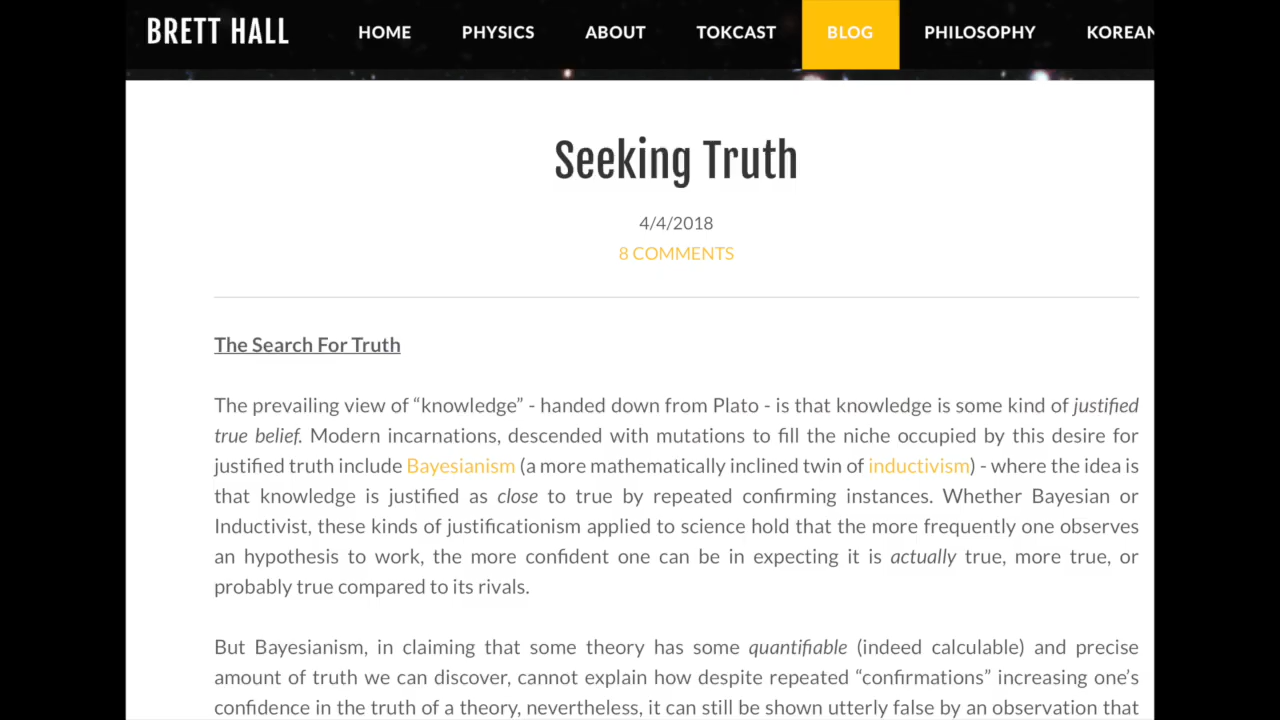 BRETT HALL HOME PHYSICS ABOUT TOKCAST BLOG PHILOSOPHY KOREAN
Seeking Truth
4/4/2018
8 COMMENTS
The Search For Truth
The prevailing view of “knowledge” - handed down from Plato - is that knowledge is some kind of justified
true belief. Modern incarnations, descended with mutations to fill the niche occupied by this desire for
justified truth include Bayesianism (a more mathematically inclined twin of inductivism) - where the idea is
that knowledge is justified as close to true by repeated confirming instances. Whether Bayesian or
Inductivist, these kinds of justificationism applied to science hold that the more frequently one observes
an hypothesis to work, the more confident one can be in expecting it is actually true, more true, or
probably true compared to its rivals.
But Bayesianism, in claiming that some theory has some quantifiable (indeed calculable) and precise
amount of truth we can discover, cannot explain how despite repeated “confirmations” increasing one’s
confidence in the truth of a theory, nevertheless, it can still be shown utterly false by an observation that